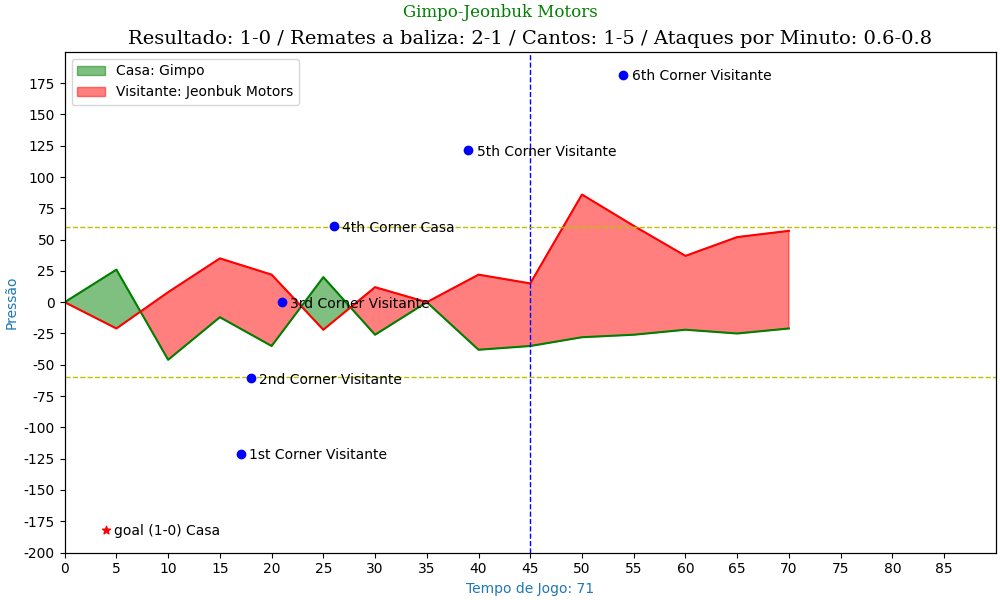 Gimpo-Jeonbuk Motors
Resultado: 1-0 / Remates a baliza: 2-1 / Cantos: 1-5 / Ataques por Minuto: 0.6-0.8
Casa: Gimpo
Visitante: Jeonbuk Motors
6th Corner Visitante
5th Corner Visitante
4th Corner Casa
3rd Corner Visitante
2nd Corner Visitante
1st Corner Visitante
goal (1-0) Casa
Pressão
175
150
125
100
75
50
25
0
-25
-50
-75
-100
-125
-150
-175
-200
0 5 10 15 20 25 30 35 40 45 50 55 60 65 70 75 80 85
Tempo de Jogo: 71